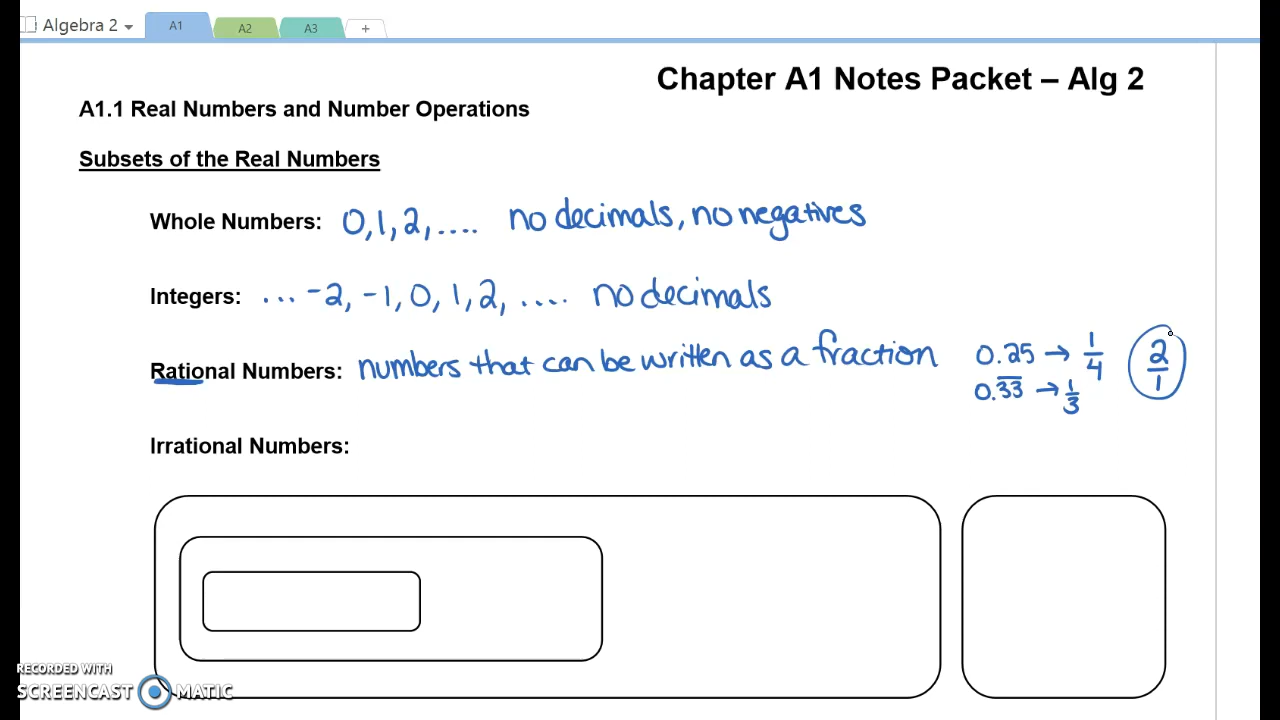 Algebra 2
A1 A2 A3 +
Chapter A1 Notes Packet – Alg 2
A1.1 Real Numbers and Number Operations
Subsets of the Real Numbers
Whole Numbers: 0, 1, 2, .... no decimals, no negatives
Integers: ... -2, -1, 0, 1, 2, .... no decimals
Rational Numbers: numbers that can be written as a fraction 0.25 → 1/4 2/1
0.3̅3̅ → 1/3
Irrational Numbers:
RECORDED WITH
SCREENCAST MATIC